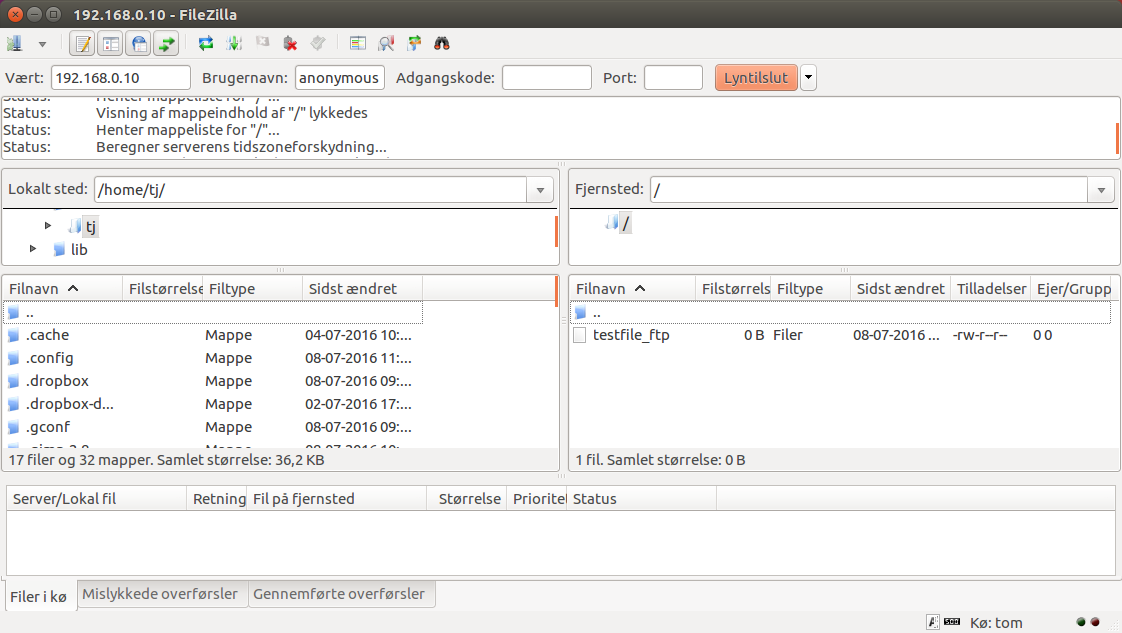 192.168.0.10 - FileZilla
Vært: 192.168.0.10 Brugernavn: anonymous Adgangskode: Port: Lyntilslut
Status: Henter mappeliste for "/"...
Status: Visning af mappeindhold af "/" lykkedes
Status: Henter mappeliste for "/"...
Status: Beregner serverens tidszoneforskydning...
Lokalt sted: /home/tj/
tj
lib
Filnavn Filstørrelse Filtype Sidst ændret
..
.cache Mappe 04-07-2016 10:...
.config Mappe 08-07-2016 11:...
.dropbox Mappe 08-07-2016 09:...
.dropbox-d... Mappe 02-07-2016 17:...
.gconf Mappe 08-07-2016 09:...
17 filer og 32 mapper. Samlet størrelse: 36,2 KB
Fjernsted: /
/
Filnavn Filstørrels Filtype Sidst ændret Tilladelser Ejer/Grupp
..
testfile_ftp 0 B Filer 08-07-2016 ... -rw-r--r-- 0 0
1 fil. Samlet størrelse: 0 B
Server/Lokal fil Retning Fil på fjernsted Størrelse Prioritet Status
Filer i kø Mislykkede overførsler Gennemførte overførsler
Kø: tom